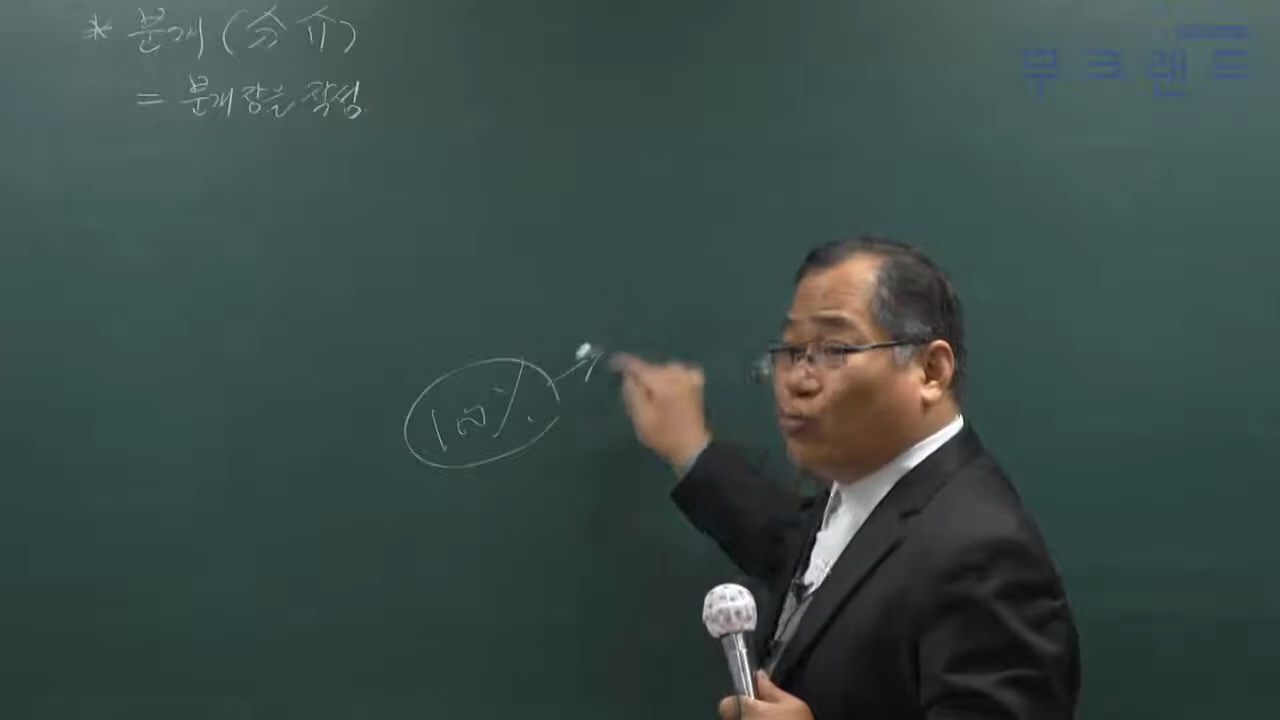 * 분개 (分介)
= 분개장을 작성
무크랜드
100%